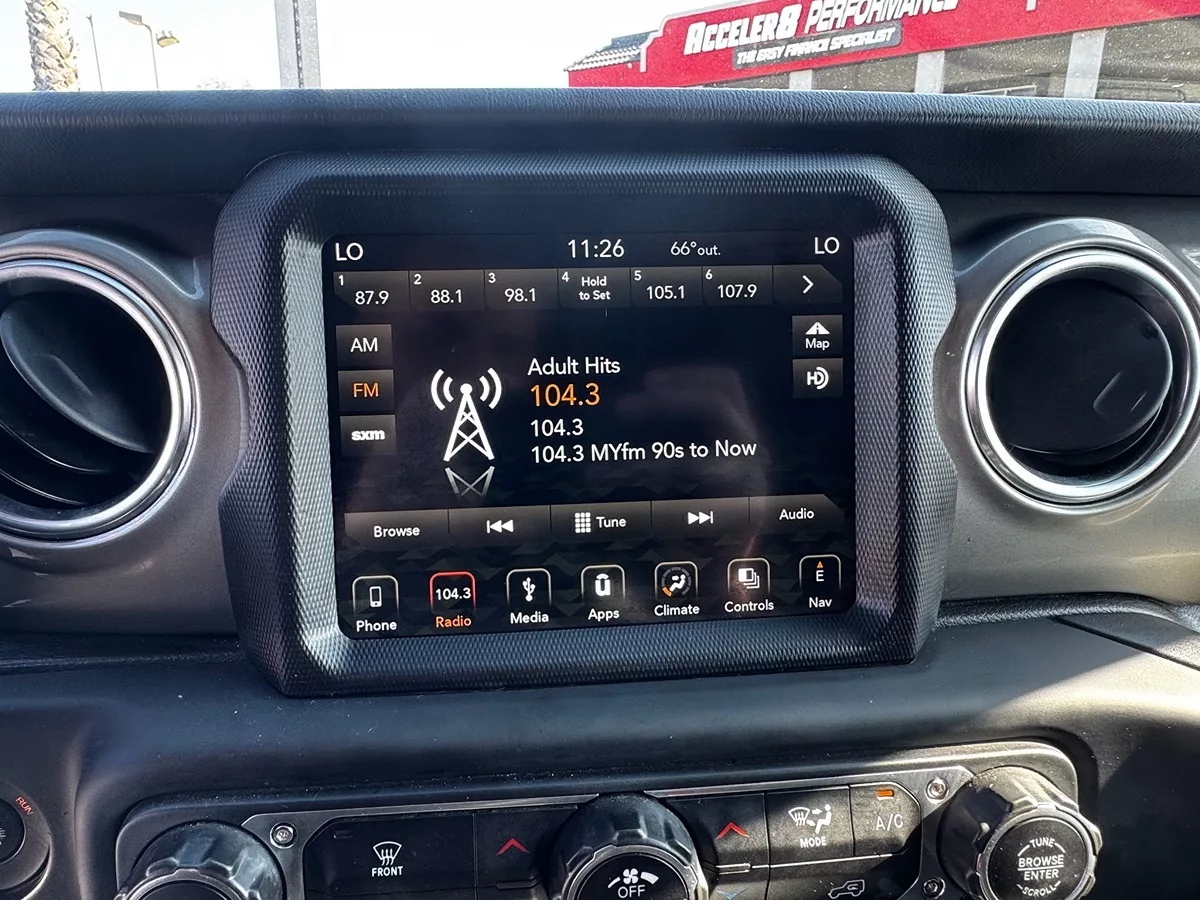 ACCELER8 PERFORMANCE
THE EASY FINANCE SPECIALIST
LO
11:26
66°out.
LO
1
87.9
2
88.1
3
98.1
4
Hold
to Set
5
105.1
6
107.9
AM
FM
sxm
Map
HD
Adult Hits
104.3
104.3
104.3 MYfm 90s to Now
Browse
Tune
Audio
Phone
104.3
Radio
Media
Apps
Climate
Controls
E
Nav
RUN
FRONT
OFF
MODE
A/C
TUNE
BROWSE
ENTER
SCROLL